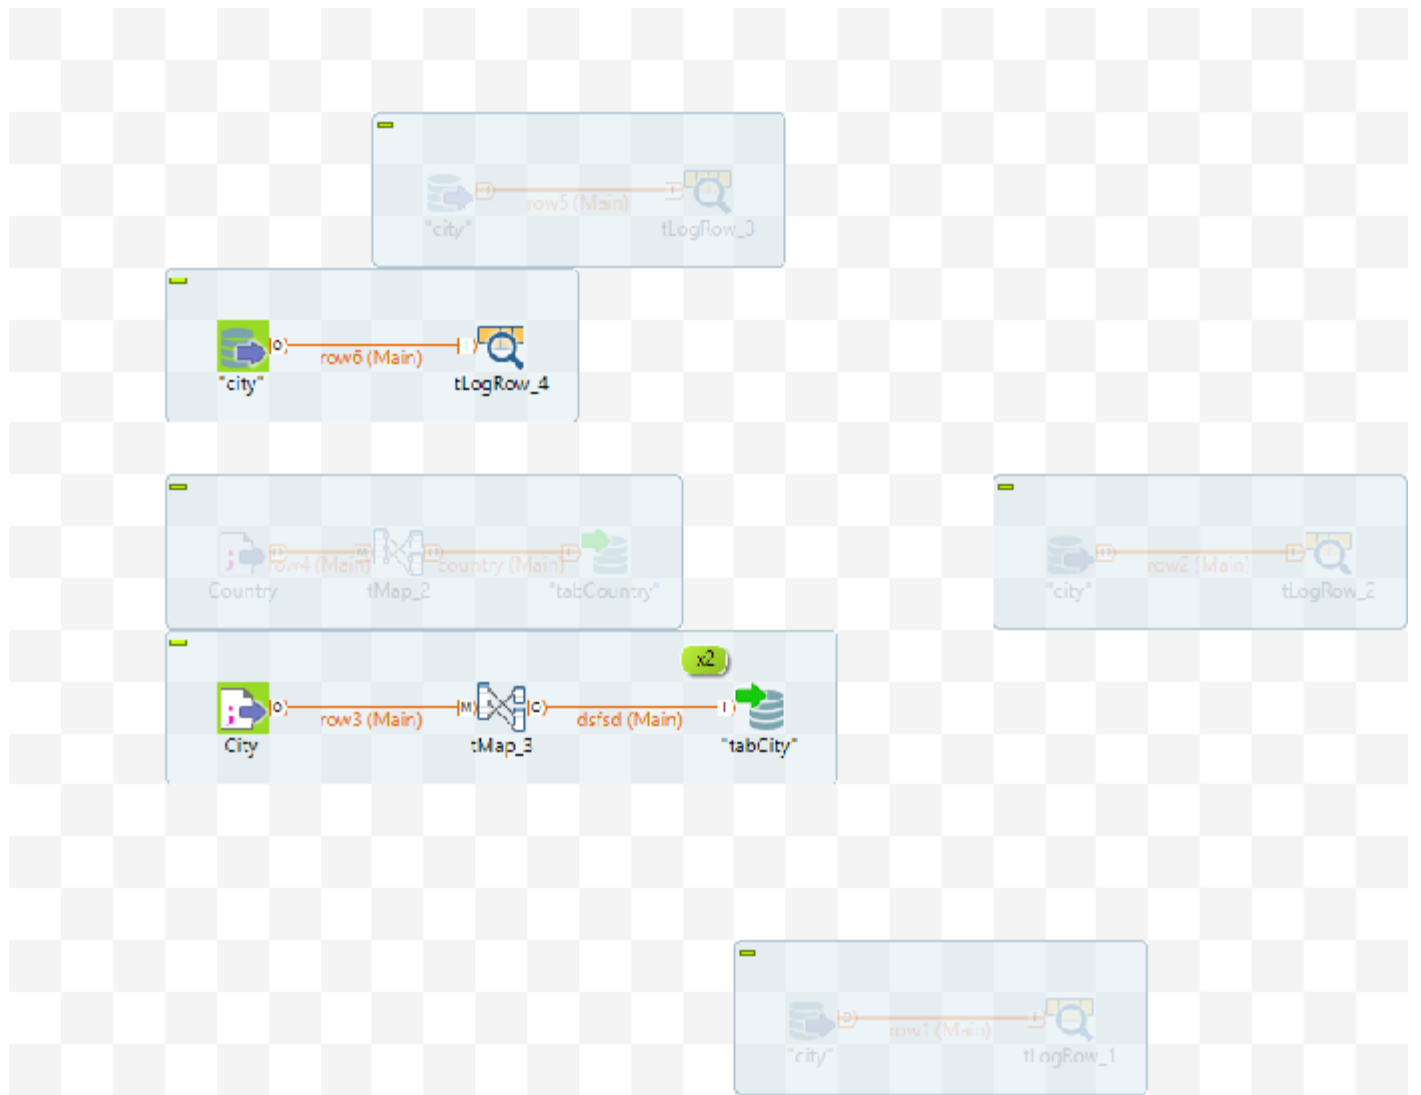 row5 (Main)
"city"
tLogRow_3
row6 (Main)
"city"
tLogRow_4
row4 (Main)
country (Main)
Country
tMap_2
"tabCountry"
row2 (Main)
"city"
tLogRow_2
x2
row3 (Main)
dsfsd (Main)
City
tMap_3
"tabCity"
row1 (Main)
"city"
tLogRow_1